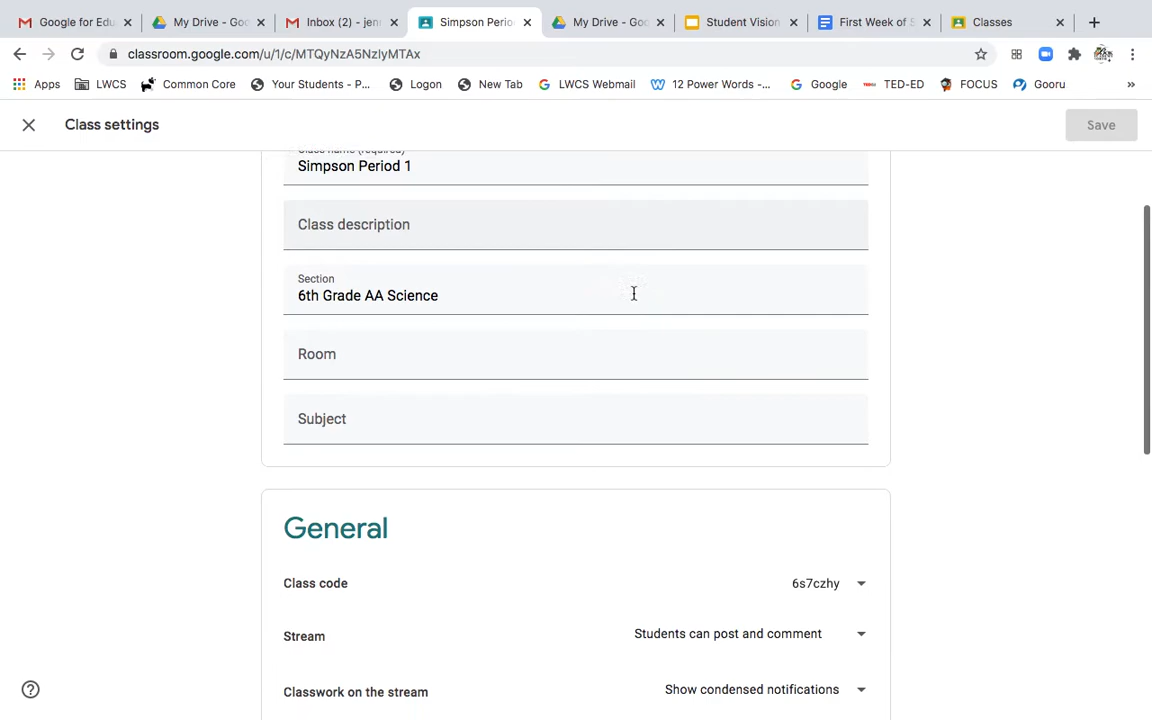 Google for Edu
My Drive - Goo
Inbox (2) - jenn
Simpson Perio
My Drive - Goo
Student Vision
First Week of S
Classes
classroom.google.com/u/1/c/MTQyNzA5NzIyMTAx
Apps
LWCS
Common Core
Your Students - P...
Logon
New Tab
LWCS Webmail
12 Power Words -...
Google
TED-ED
FOCUS
Gooru
»
Class settings
Save
Class name (required)
Simpson Period 1
Class description
Section
6th Grade AA Science
Room
Subject
General
Class code
6s7czhy
Stream
Students can post and comment
Classwork on the stream
Show condensed notifications